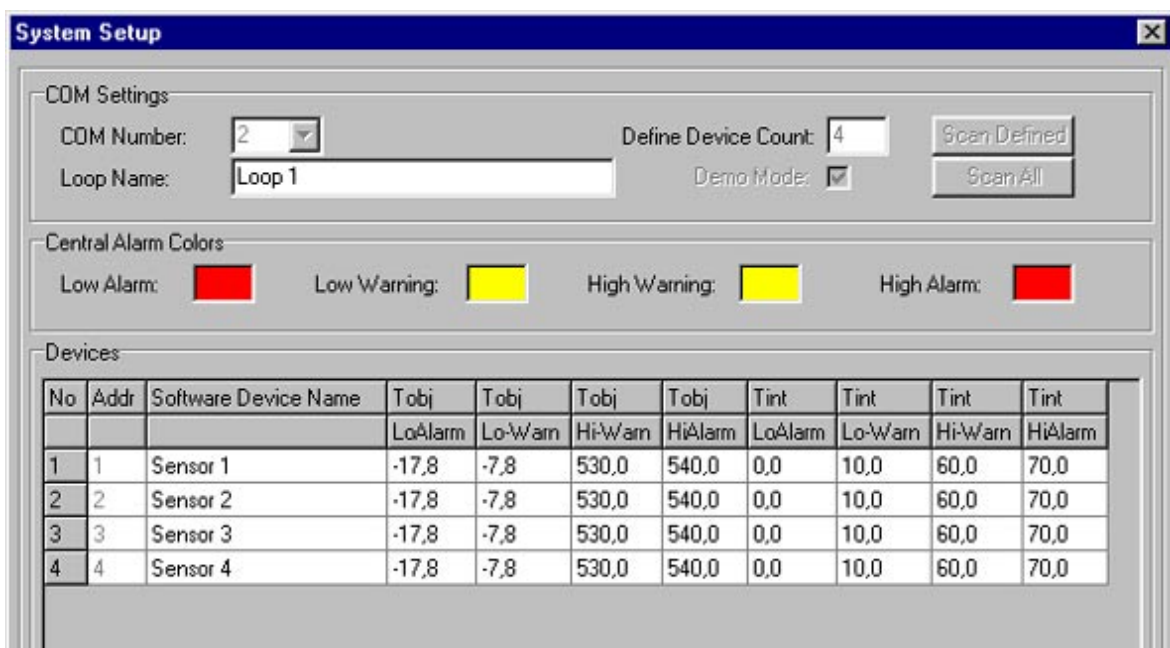 System Setup
COM Settings
COM Number: 2 Define Device Count: 4 Scan Defined
Loop Name: Loop 1 Demo Mode: Scan All
Central Alarm Colors
Low Alarm: Low Warning: High Warning: High Alarm:
Devices
No Addr Software Device Name Tobj Tobj Tobj Tobj Tint Tint Tint Tint
LoAlarm Lo-Warn Hi-Warn HiAlarm LoAlarm Lo-Warn Hi-Warn HiAlarm
1 1 Sensor 1 -17,8 -7,8 530,0 540,0 0,0 10,0 60,0 70,0
2 2 Sensor 2 -17,8 -7,8 530,0 540,0 0,0 10,0 60,0 70,0
3 3 Sensor 3 -17,8 -7,8 530,0 540,0 0,0 10,0 60,0 70,0
4 4 Sensor 4 -17,8 -7,8 530,0 540,0 0,0 10,0 60,0 70,0